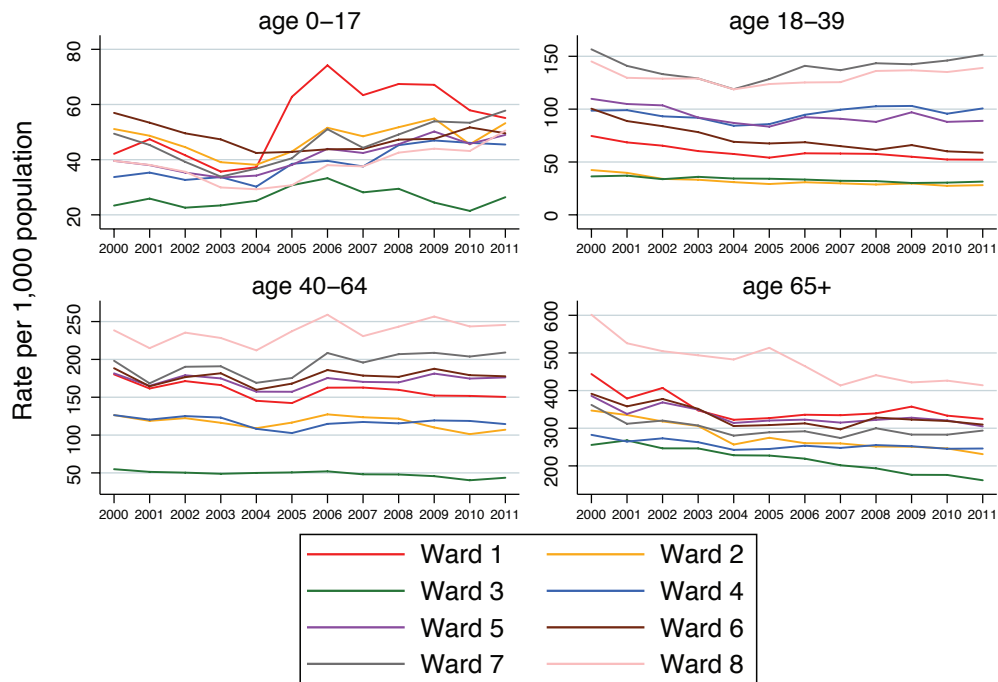 age 0–17
age 18–39
80
60
40
20
150
100
50
0
2000 2001 2002 2003 2004 2005 2006 2007 2008 2009 2010 2011
2000 2001 2002 2003 2004 2005 2006 2007 2008 2009 2010 2011
Rate per 1,000 population
age 40–64
age 65+
250
200
150
100
50
600
500
400
300
200
2000 2001 2002 2003 2004 2005 2006 2007 2008 2009 2010 2011
2000 2001 2002 2003 2004 2005 2006 2007 2008 2009 2010 2011
Ward 1 Ward 2
Ward 3 Ward 4
Ward 5 Ward 6
Ward 7 Ward 8